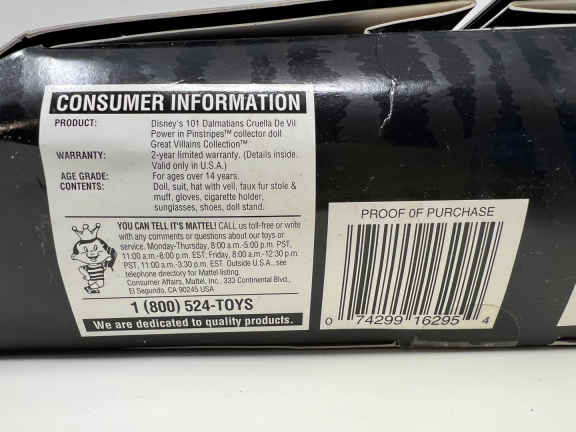 CONSUMER INFORMATION
PRODUCT: Disney's 101 Dalmatians Cruella De Vil
Power in Pinstripes™ collector doll
Great Villains Collection™
WARRANTY: 2-year limited warranty. (Details inside.
Valid only in U.S.A.)
AGE GRADE: For ages over 14 years.
CONTENTS: Doll, suit, hat with veil, faux fur stole &
muff, gloves, cigarette holder,
sunglasses, shoes, doll stand.
YOU CAN TELL IT'S MATTEL! CALL us toll-free or write
with any comments or questions about our toys or
service. Monday-Thursday, 8:00 a.m.-5:00 p.m. PST,
11:00 a.m.-8:00 p.m. EST; Friday, 8:00 a.m.-12:30 p.m.
PST, 11:00 a.m.-3:30 p.m. EST. Outside U.S.A., see
telephone directory for Mattel listing.
Consumer Affairs, Mattel, Inc., 333 Continental Blvd.,
El Segundo, CA 90245 USA
1 (800) 524-TOYS
We are dedicated to quality products.
PROOF OF PURCHASE
0 74299 16295 4